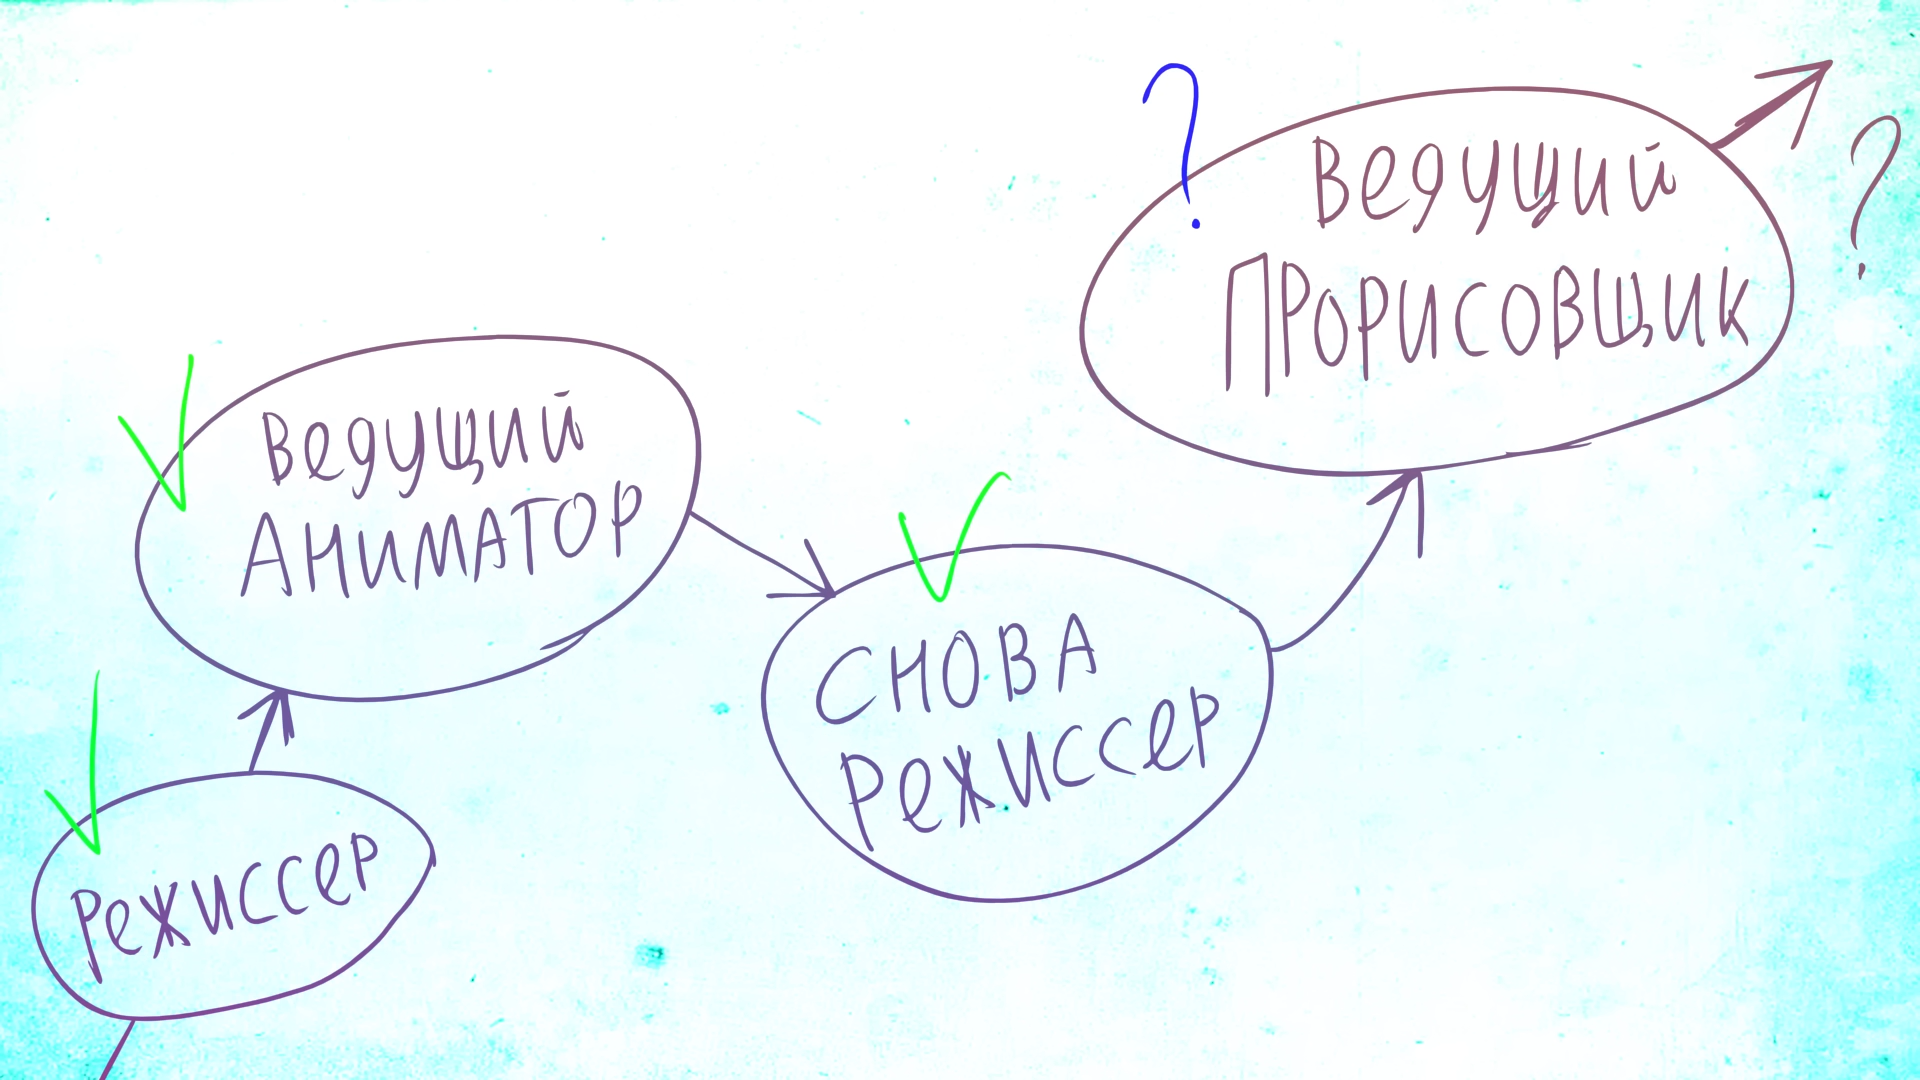 ?
Ведущий
прорисовщик
?
Ведущий
Аниматор
снова
режиссер
режиссер